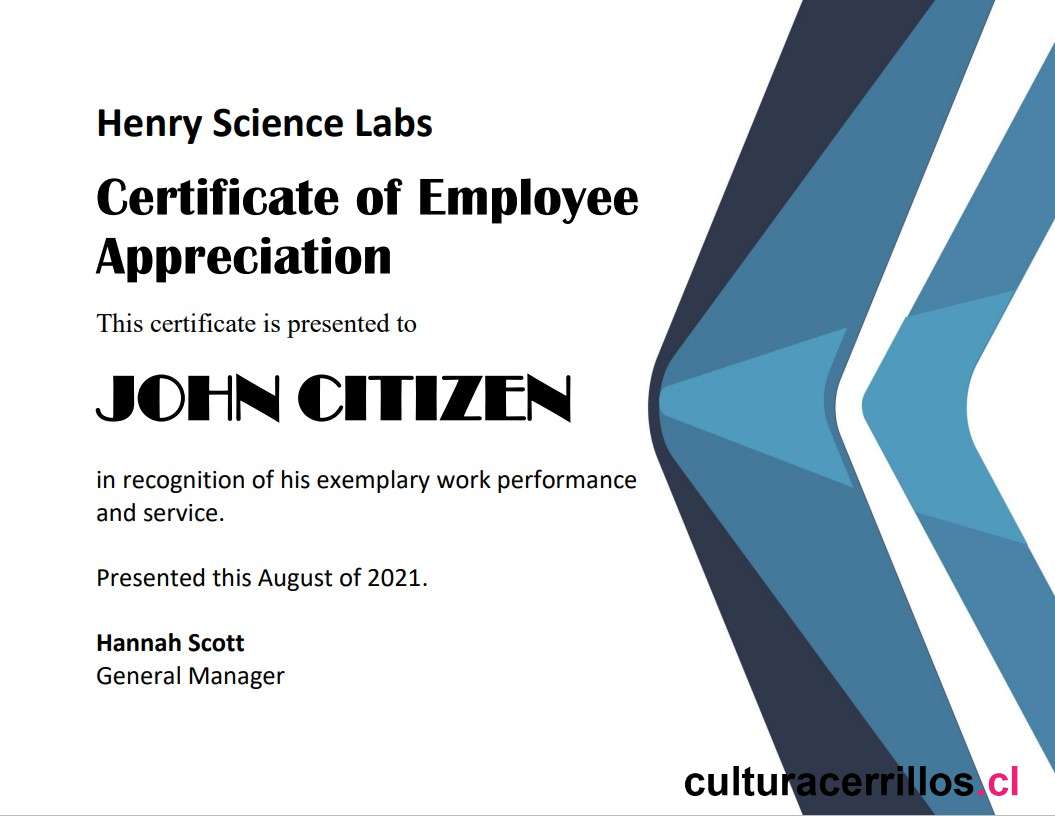 Henry Science Labs
Certificate of Employee
Appreciation
This certificate is presented to
JOHN CITIZEN
in recognition of his exemplary work performance
and service.
Presented this August of 2021.
Hannah Scott
General Manager
culturacerrillos.cl